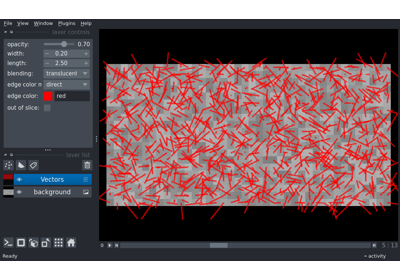 File View Window Plugins Help
layer controls
opacity: 0.70
width: - 0.20 +
length: - 2.50 +
blending: translucent
edge color m direct
edge color: red
out of slice:
layer list
Vectors
background
0 5 13
Ready activity